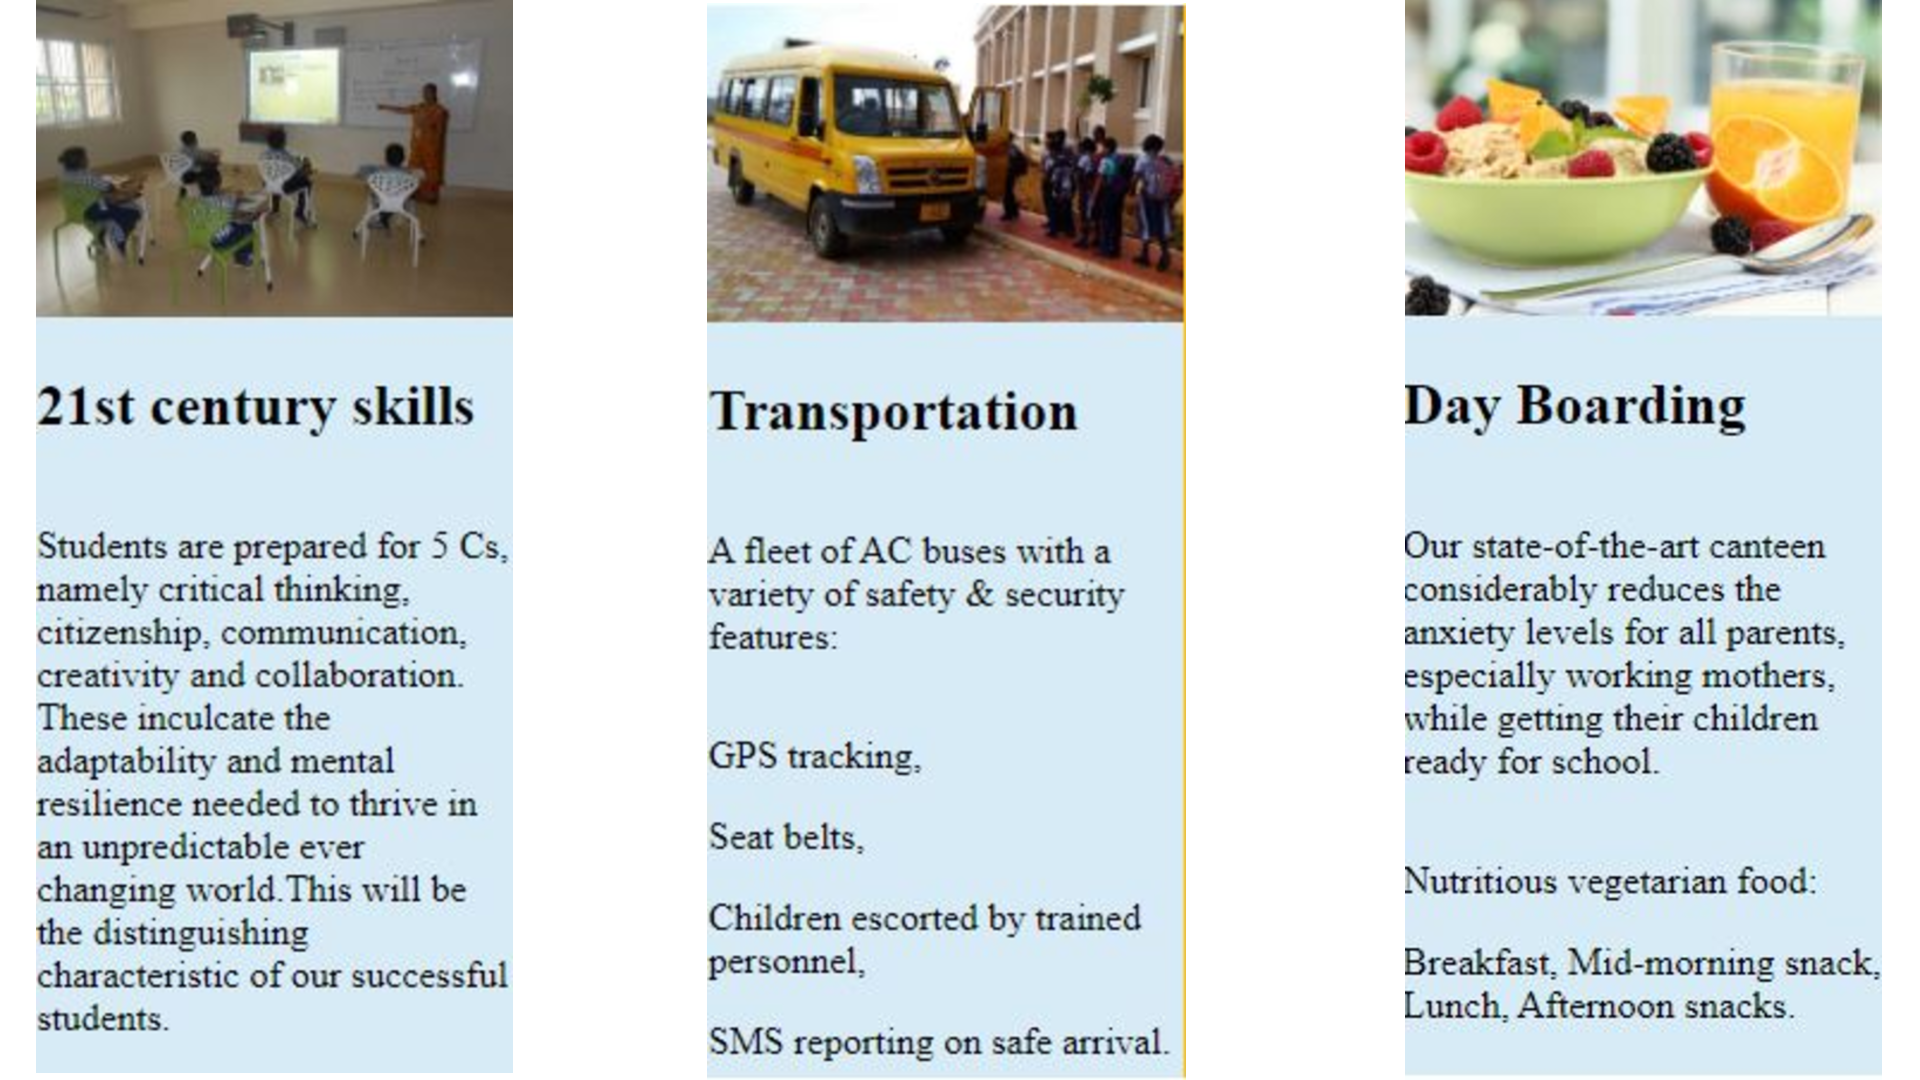 21st century skills
Students are prepared for 5 Cs,
namely critical thinking,
citizenship, communication,
creativity and collaboration.
These inculcate the
adaptability and mental
resilience needed to thrive in
an unpredictable ever
changing world.This will be
the distinguishing
characteristic of our successful
students.
Transportation
A fleet of AC buses with a
variety of safety & security
features:
GPS tracking,
Seat belts,
Children escorted by trained
personnel,
SMS reporting on safe arrival.
Day Boarding
Our state-of-the-art canteen
considerably reduces the
anxiety levels for all parents,
especially working mothers,
while getting their children
ready for school.
Nutritious vegetarian food:
Breakfast, Mid-morning snack,
Lunch, Afternoon snacks.